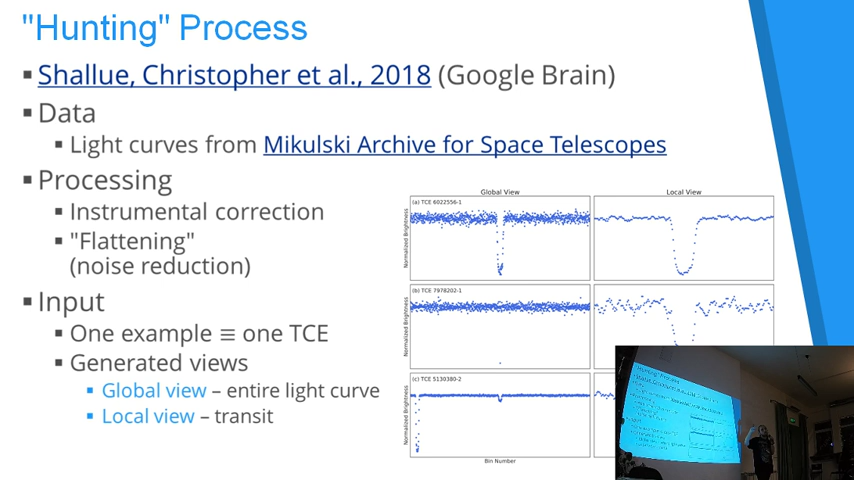 "Hunting" Process
Shallue, Christopher et al., 2018 (Google Brain)
Data
Light curves from Mikulski Archive for Space Telescopes
Processing
Instrumental correction
"Flattening"
(noise reduction)
Input
One example ≡ one TCE
Generated views
Global view – entire light curve
Local view – transit
Global View
Local View
(a) TCE 6022556-1
Normalized Brightness
(b) TCE 7978202-1
Normalized Brightness
(c) TCE 5130380-2
Normalized Brightness
Bin Number
"Hunting" Process